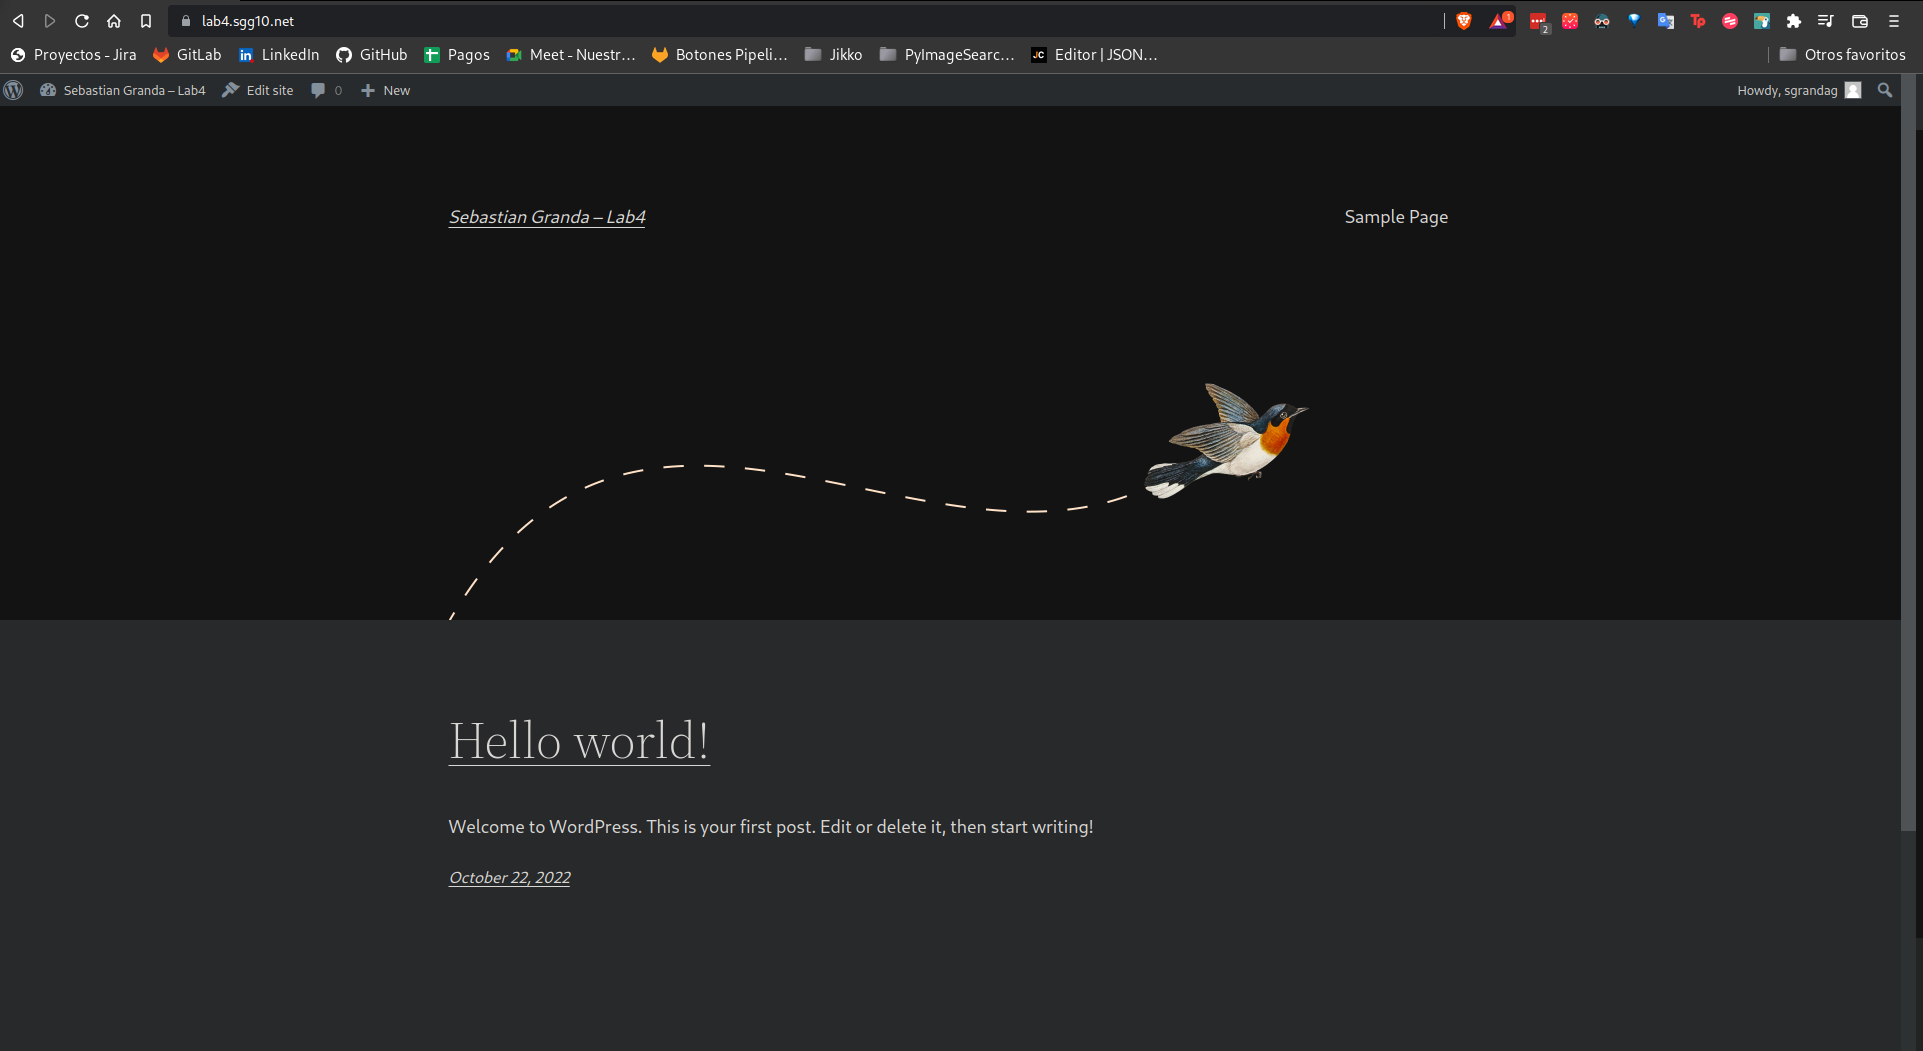 lab4.sgg10.net
1
2
Proyectos - Jira GitLab LinkedIn GitHub Pagos Meet - Nuestr... Botones Pipeli... Jikko PyImageSearc... Editor | JSON... Otros favoritos
Sebastian Granda – Lab4 Edit site 0 New Howdy, sgrandag
Sebastian Granda – Lab4 Sample Page
Hello world!
Welcome to WordPress. This is your first post. Edit or delete it, then start writing!
October 22, 2022